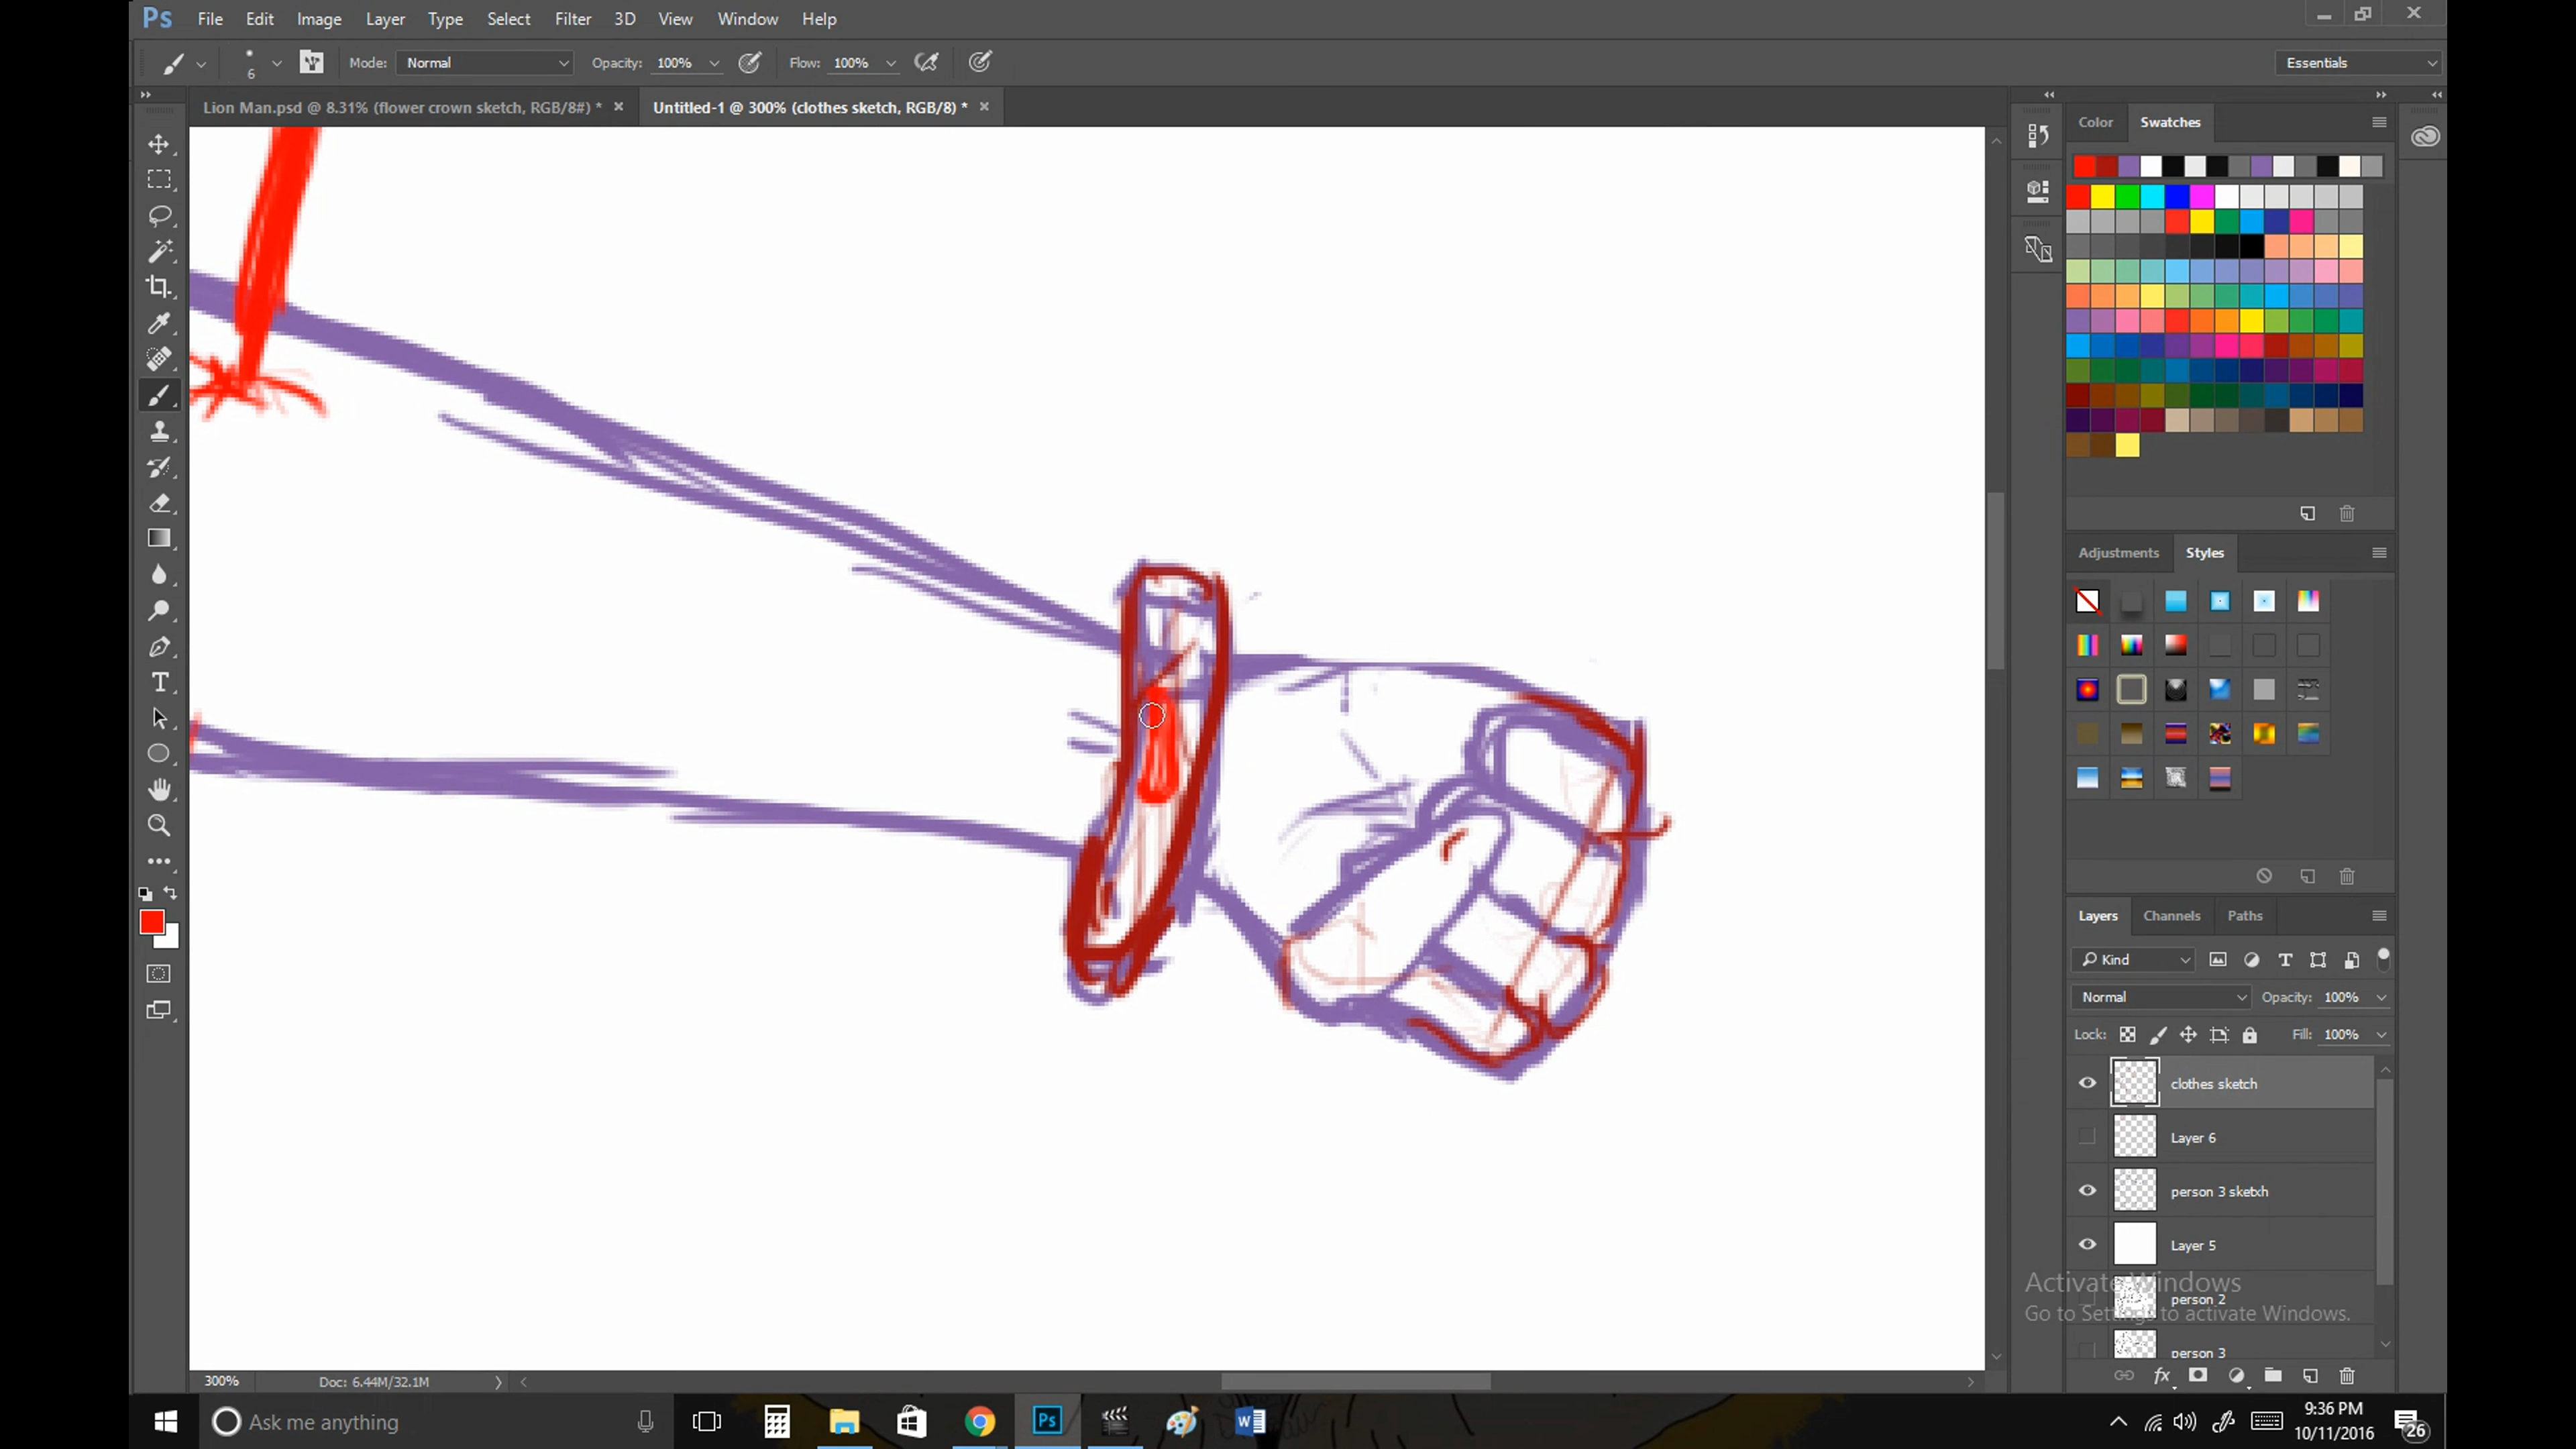 Ps File Edit Image Layer Type Select Filter 3D View Window Help
6 Mode: Normal Opacity: 100% Flow: 100% Essentials
Lion Man.psd @ 8.31% (flower crown sketch, RGB/8#) * × Untitled-1 @ 300% (clothes sketch, RGB/8) * ×
Color Swatches
Adjustments Styles
Layers Channels Paths
Kind
Normal Opacity: 100%
Lock: Fill: 100%
clothes sketch
Layer 6
person 3 sketxh
Layer 5
Activate Windows
person 2
Go to Settings to activate Windows.
person 3
300% Doc: 6.44M/32.1M
Ask me anything
9:36 PM
10/11/2016
26